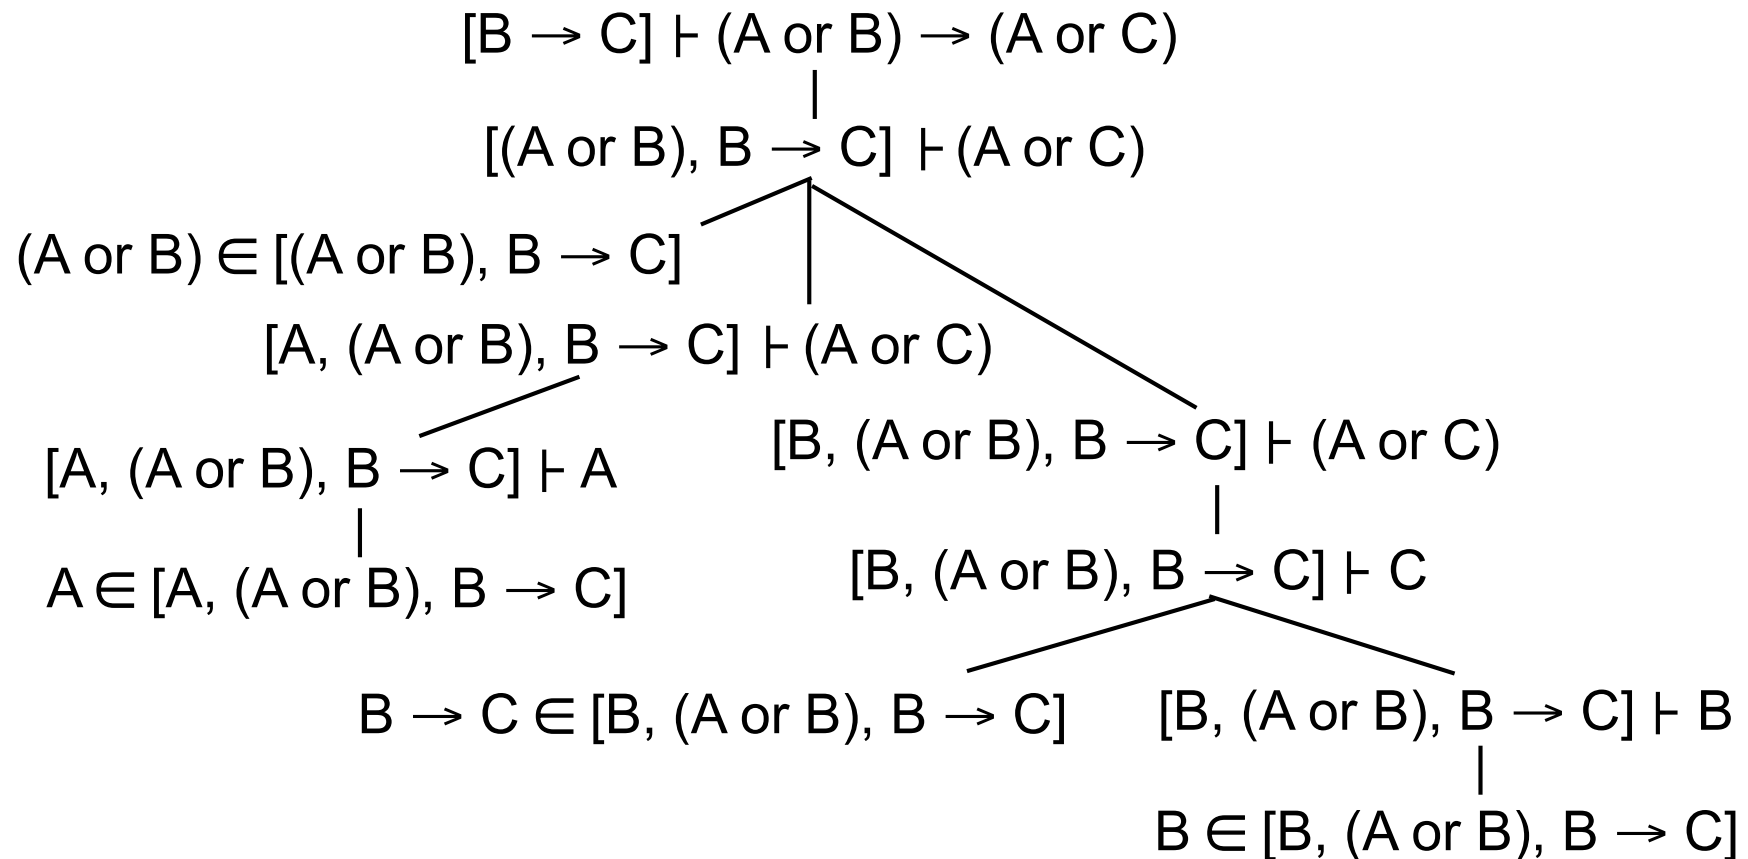 [B → C] ⊦ (A or B) → (A or C)
[(A or B), B → C] ⊦ (A or C)
(A or B) ∈ [(A or B), B → C]
[A, (A or B), B → C] ⊦ (A or C)
[B, (A or B), B → C] ⊦ (A or C)
[A, (A or B), B → C] ⊦ A
[B, (A or B), B → C] ⊦ C
A ∈ [A, (A or B), B → C]
B → C ∈ [B, (A or B), B → C]
[B, (A or B), B → C] ⊦ B
B ∈ [B, (A or B), B → C]